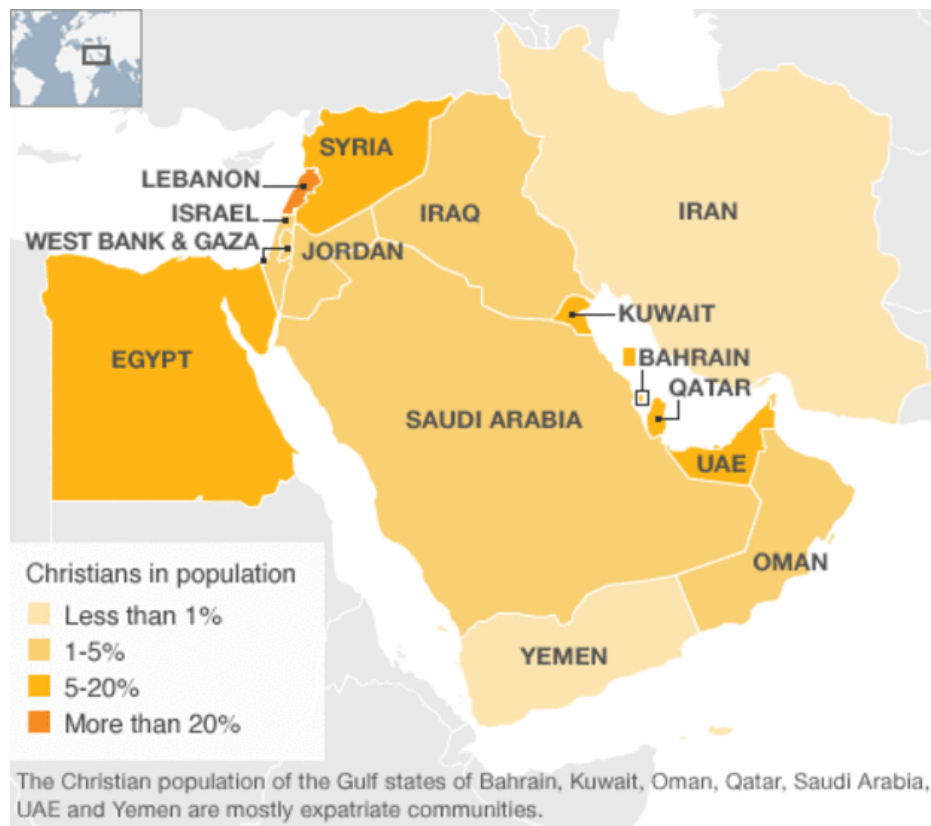 SYRIA
LEBANON
ISRAEL
IRAQ
IRAN
WEST BANK & GAZA
JORDAN
KUWAIT
EGYPT
BAHRAIN
QATAR
SAUDI ARABIA
UAE
OMAN
YEMEN
Christians in population
Less than 1%
1-5%
5-20%
More than 20%
The Christian population of the Gulf states of Bahrain, Kuwait, Oman, Qatar, Saudi Arabia,
UAE and Yemen are mostly expatriate communities.